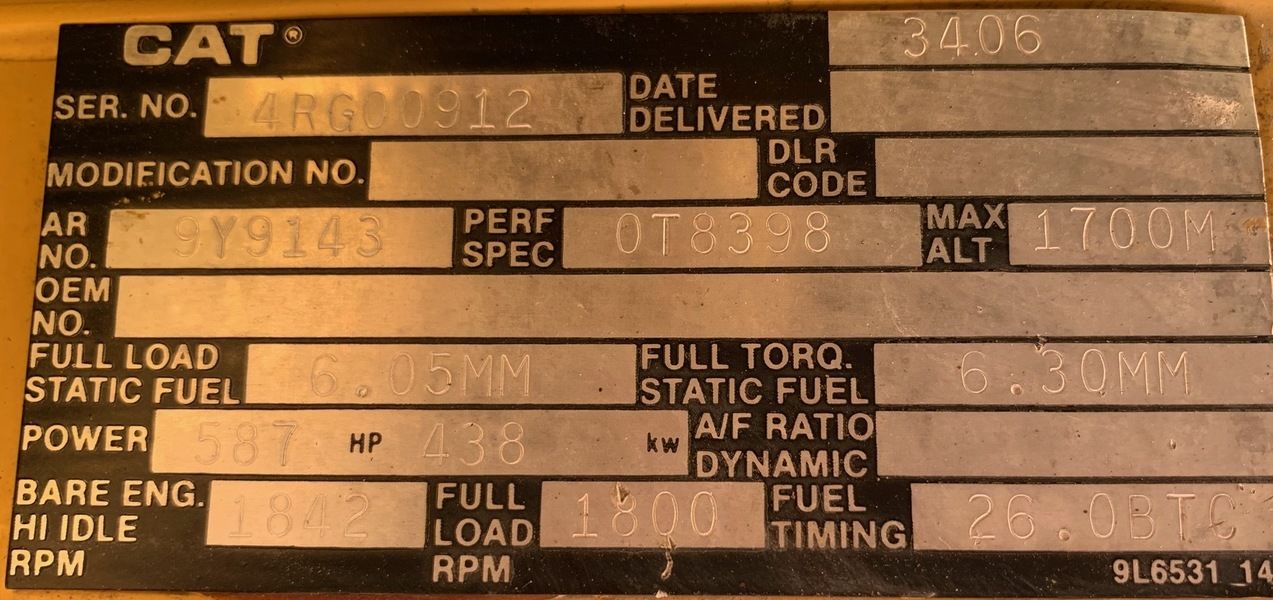 CAT® 3406
SER. NO. 4RG00912 DATE DELIVERED
MODIFICATION NO. DLR CODE
AR NO. 9Y9143 PERF SPEC 0T8398 MAX ALT 1700M
OEM NO.
FULL LOAD STATIC FUEL 6.05MM FULL TORQ. STATIC FUEL 6.30MM
POWER 587 HP 438 kw A/F RATIO DYNAMIC
BARE ENG. HI IDLE RPM 1842 FULL LOAD RPM 1800 FUEL TIMING 26.0BTC
9L6531 14